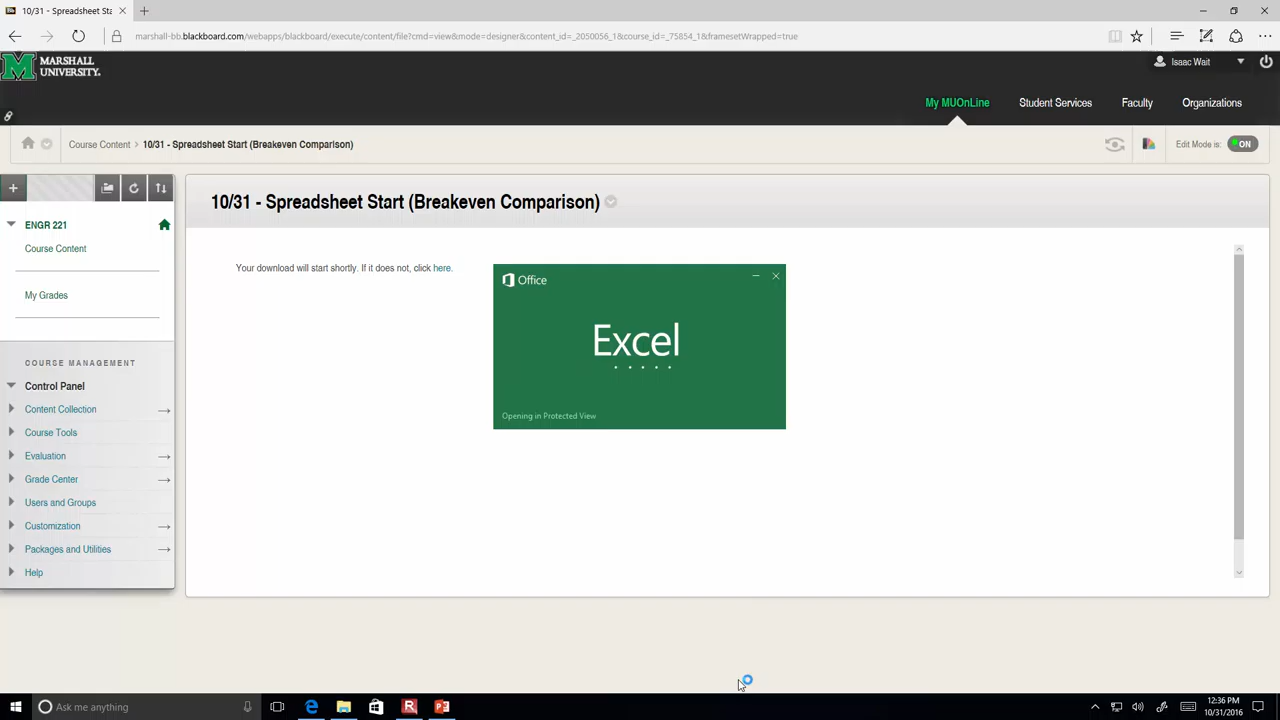 10/31 - Spreadsheet Sta
marshall-bb.blackboard.com/webapps/blackboard/execute/content/file?cmd=view&mode=designer&content_id=_2050056_1&course_id=_75854_1&framesetWrapped=true
MARSHALL
UNIVERSITY.
Isaac Wait
My MUOnLine
Student Services
Faculty
Organizations
Course Content > 10/31 - Spreadsheet Start (Breakeven Comparison)
Edit Mode is: ON
10/31 - Spreadsheet Start (Breakeven Comparison)
ENGR 221
Course Content
My Grades
COURSE MANAGEMENT
Control Panel
Content Collection
Course Tools
Evaluation
Grade Center
Users and Groups
Customization
Packages and Utilities
Help
Your download will start shortly. If it does not, click here.
Office
Excel
Opening in Protected View
Ask me anything
12:36 PM
10/31/2016